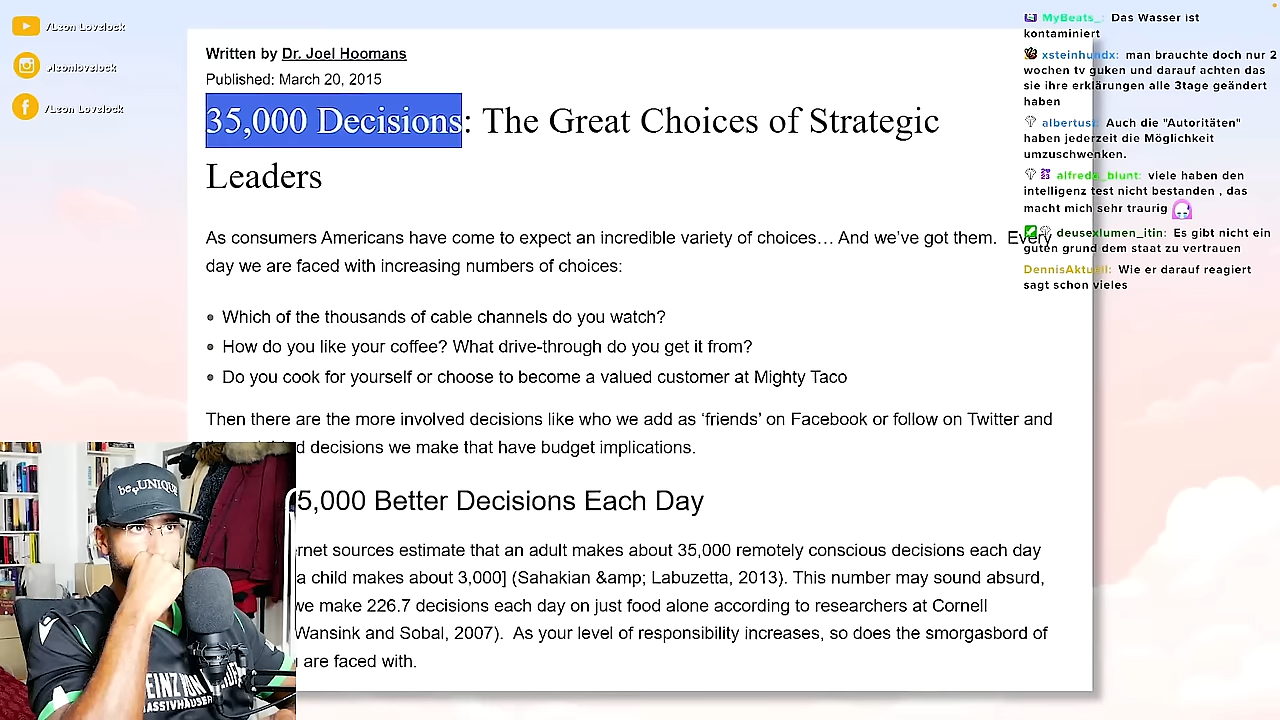 /Leon Lovelock
/leonlovelock
/Leon Lovelock
Written by Dr. Joel Hoomans
Published: March 20, 2015
35,000 Decisions: The Great Choices of Strategic
Leaders
As consumers Americans have come to expect an incredible variety of choices… And we’ve got them.  Every
day we are faced with increasing numbers of choices:
Which of the thousands of cable channels do you watch?
How do you like your coffee? What drive-through do you get it from?
Do you cook for yourself or choose to become a valued customer at Mighty Taco
Then there are the more involved decisions like who we add as ‘friends’ on Facebook or follow on Twitter and
decisions we make that have budget implications.
5,000 Better Decisions Each Day
sources estimate that an adult makes about 35,000 remotely conscious decisions each day
a child makes about 3,000] (Sahakian &amp; Labuzetta, 2013). This number may sound absurd,
we make 226.7 decisions each day on just food alone according to researchers at Cornell
Wansink and Sobal, 2007).  As your level of responsibility increases, so does the smorgasbord of
are faced with.
MyBeats_: Das Wasser ist
kontaminiert
xsteinhundx: man brauchte doch nur 2
wochen tv guken und darauf achten das
sie ihre erklärungen alle 3tage geändert
haben
albertust: Auch die "Autoritäten"
haben jederzeit die Möglichkeit
umzuschwenken.
alfredo_blunt: viele haben den
intelligenz test nicht bestanden , das
macht mich sehr traurig
deusexlumen_itin: Es gibt nicht ein
guten grund dem staat zu vertrauen
DennisAktuell: Wie er darauf reagiert
sagt schon vieles
be UNIQUE